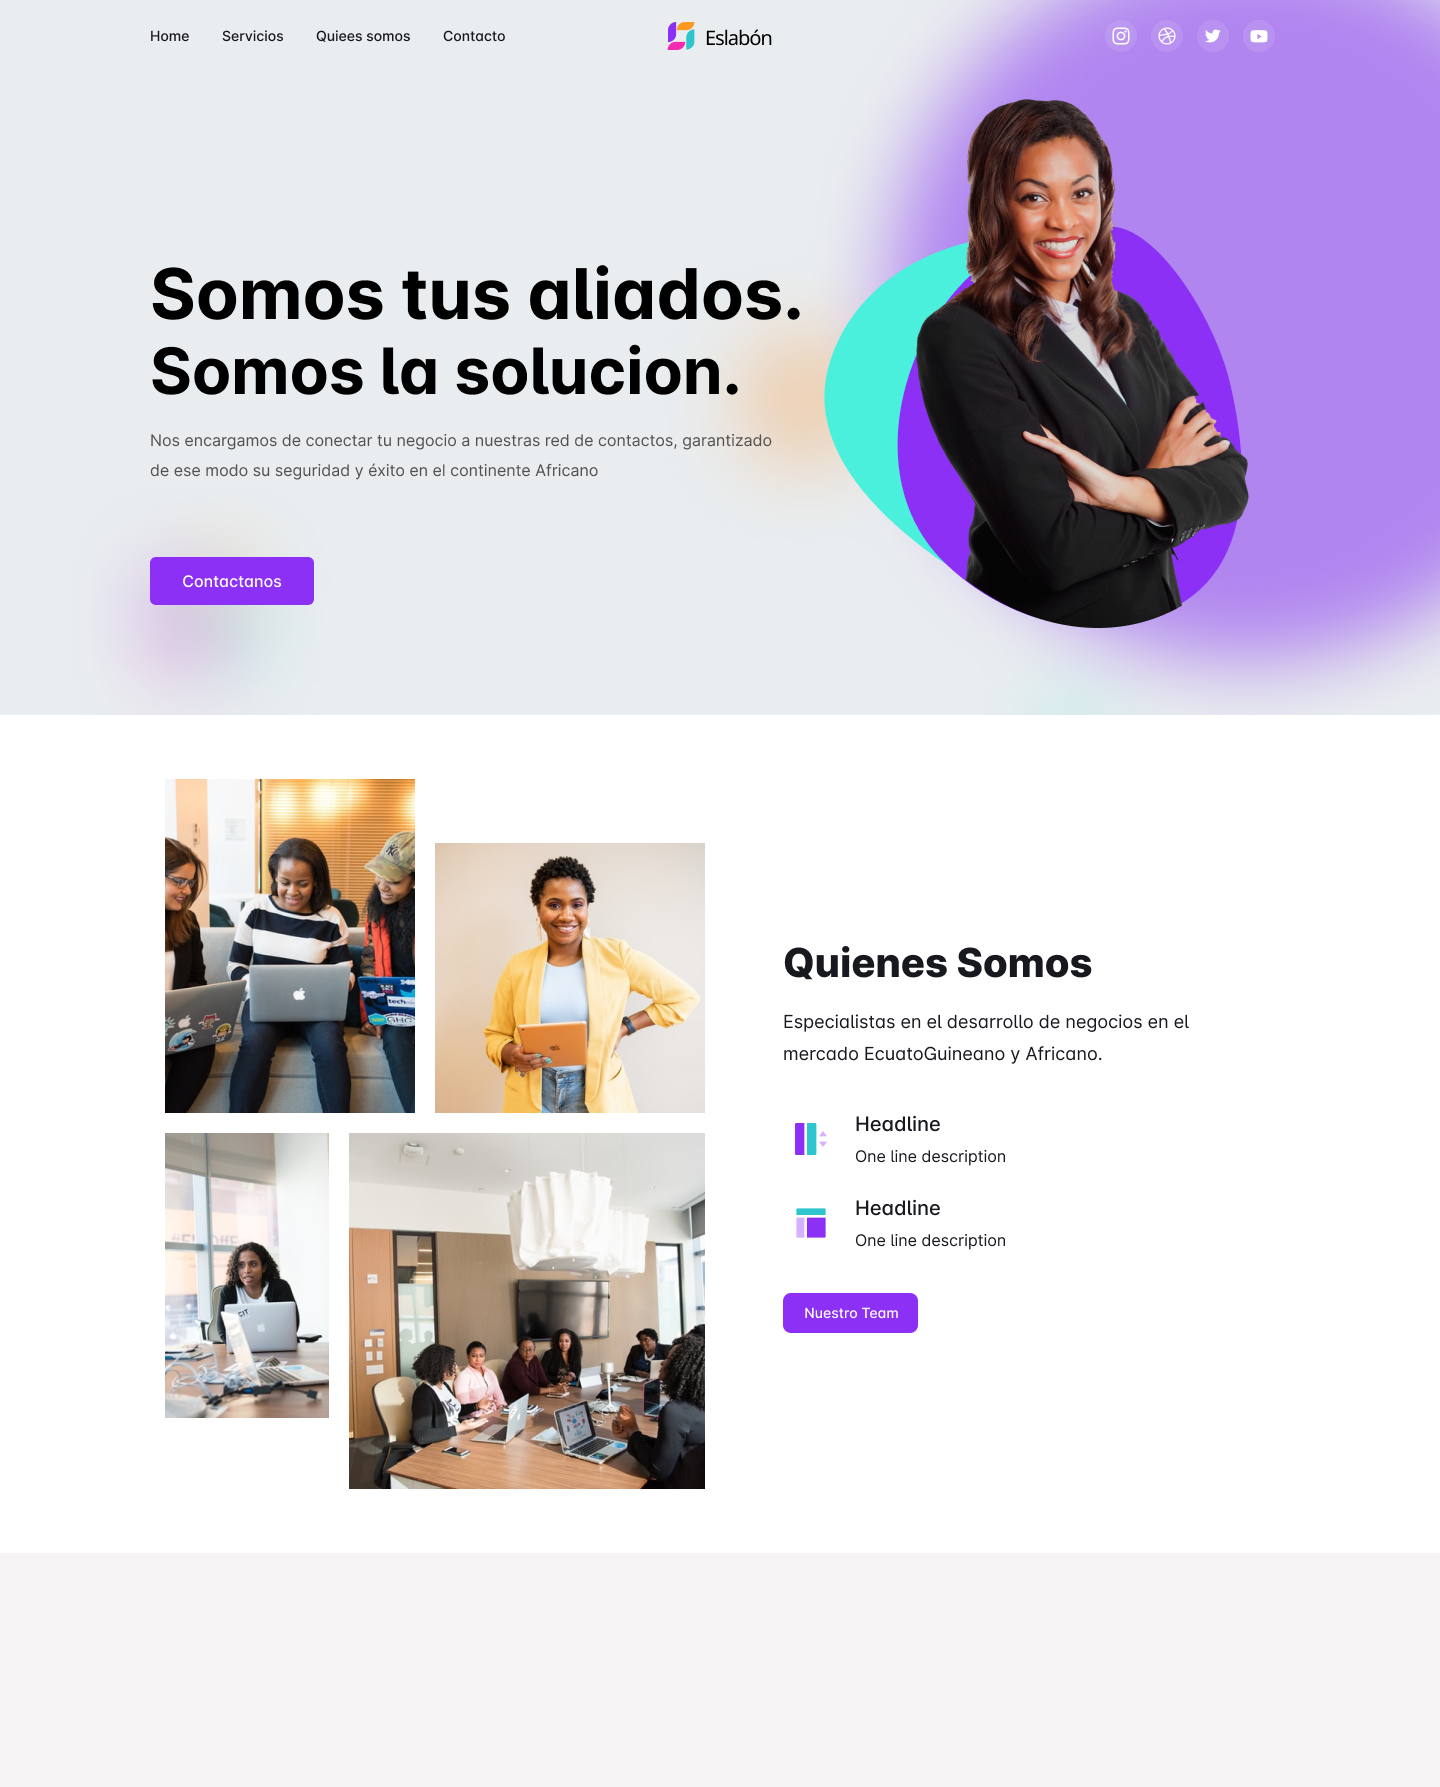 Home Servicios Quiees somos Contacto Eslabón
Somos tus aliados.
Somos la solucion.
Nos encargamos de conectar tu negocio a nuestras red de contactos, garantizado
de ese modo su seguridad y éxito en el continente Africano
Contactanos
Quienes Somos
Especialistas en el desarrollo de negocios en el
mercado EcuatoGuineano y Africano.
Headline
One line description
Headline
One line description
Nuestro Team